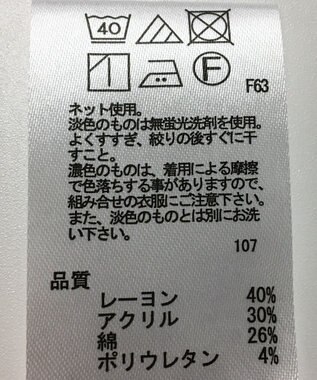 40
F
F63
ネット使用。
淡色のものは無蛍光洗剤を使用。
よくすすぎ、絞りの後すぐに干
すこと。
濃色のものは、着用による摩擦
で色落ちする事がありますので、
組み合せの衣服にご注意下さい。
また、淡色のものとは別にお洗
い下さい。
107
品質
レーヨン 40%
アクリル 30%
綿 26%
ポリウレタン 4%